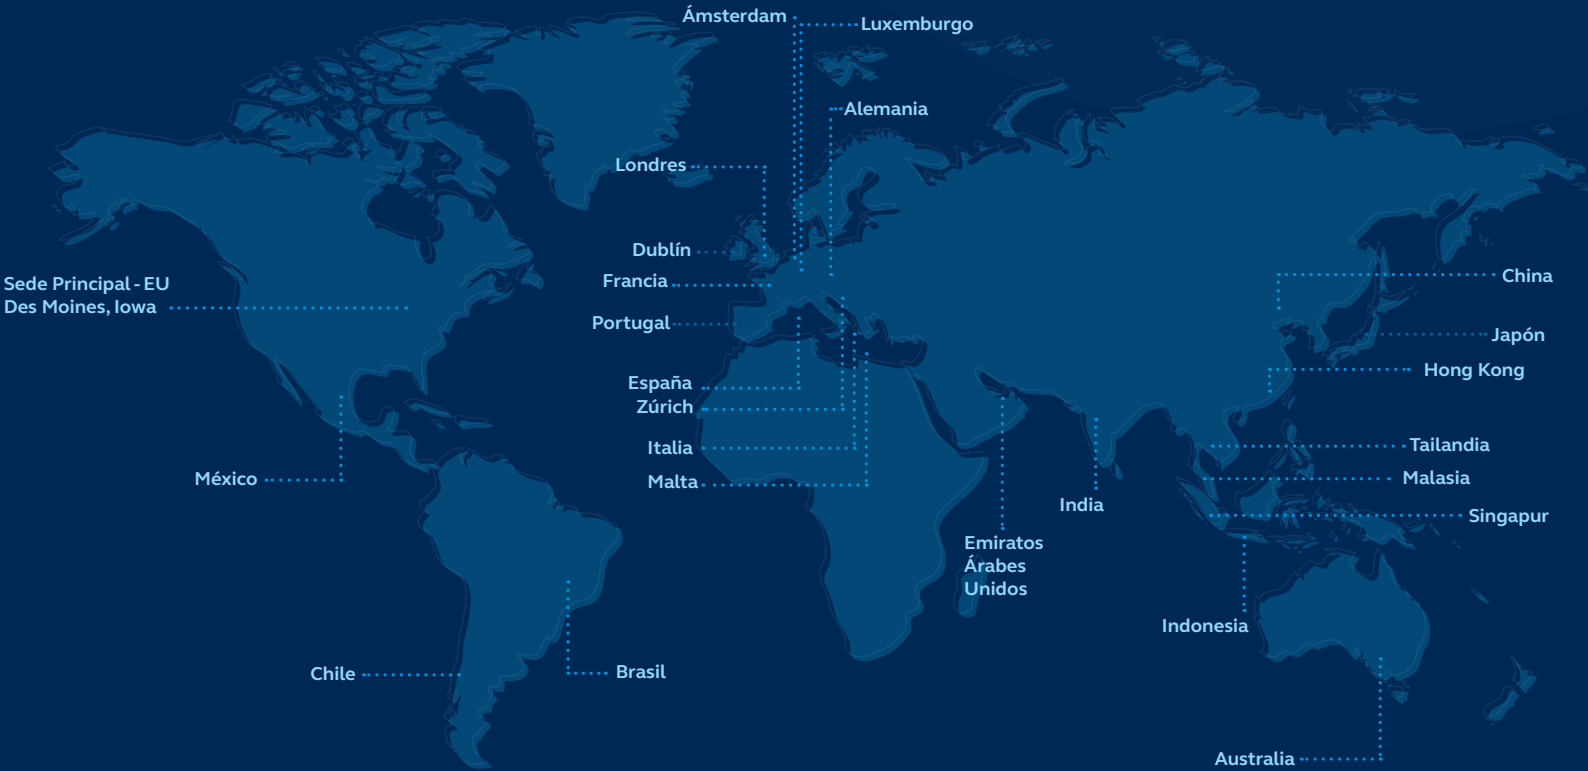 Ámsterdam
Luxemburgo
Alemania
Londres
Dublín
Francia
Portugal
España
Zúrich
Italia
Malta
Sede Principal - EU
Des Moines, Iowa
México
Chile
Brasil
Emiratos
Árabes
Unidos
India
China
Japón
Hong Kong
Tailandia
Malasia
Singapur
Indonesia
Australia